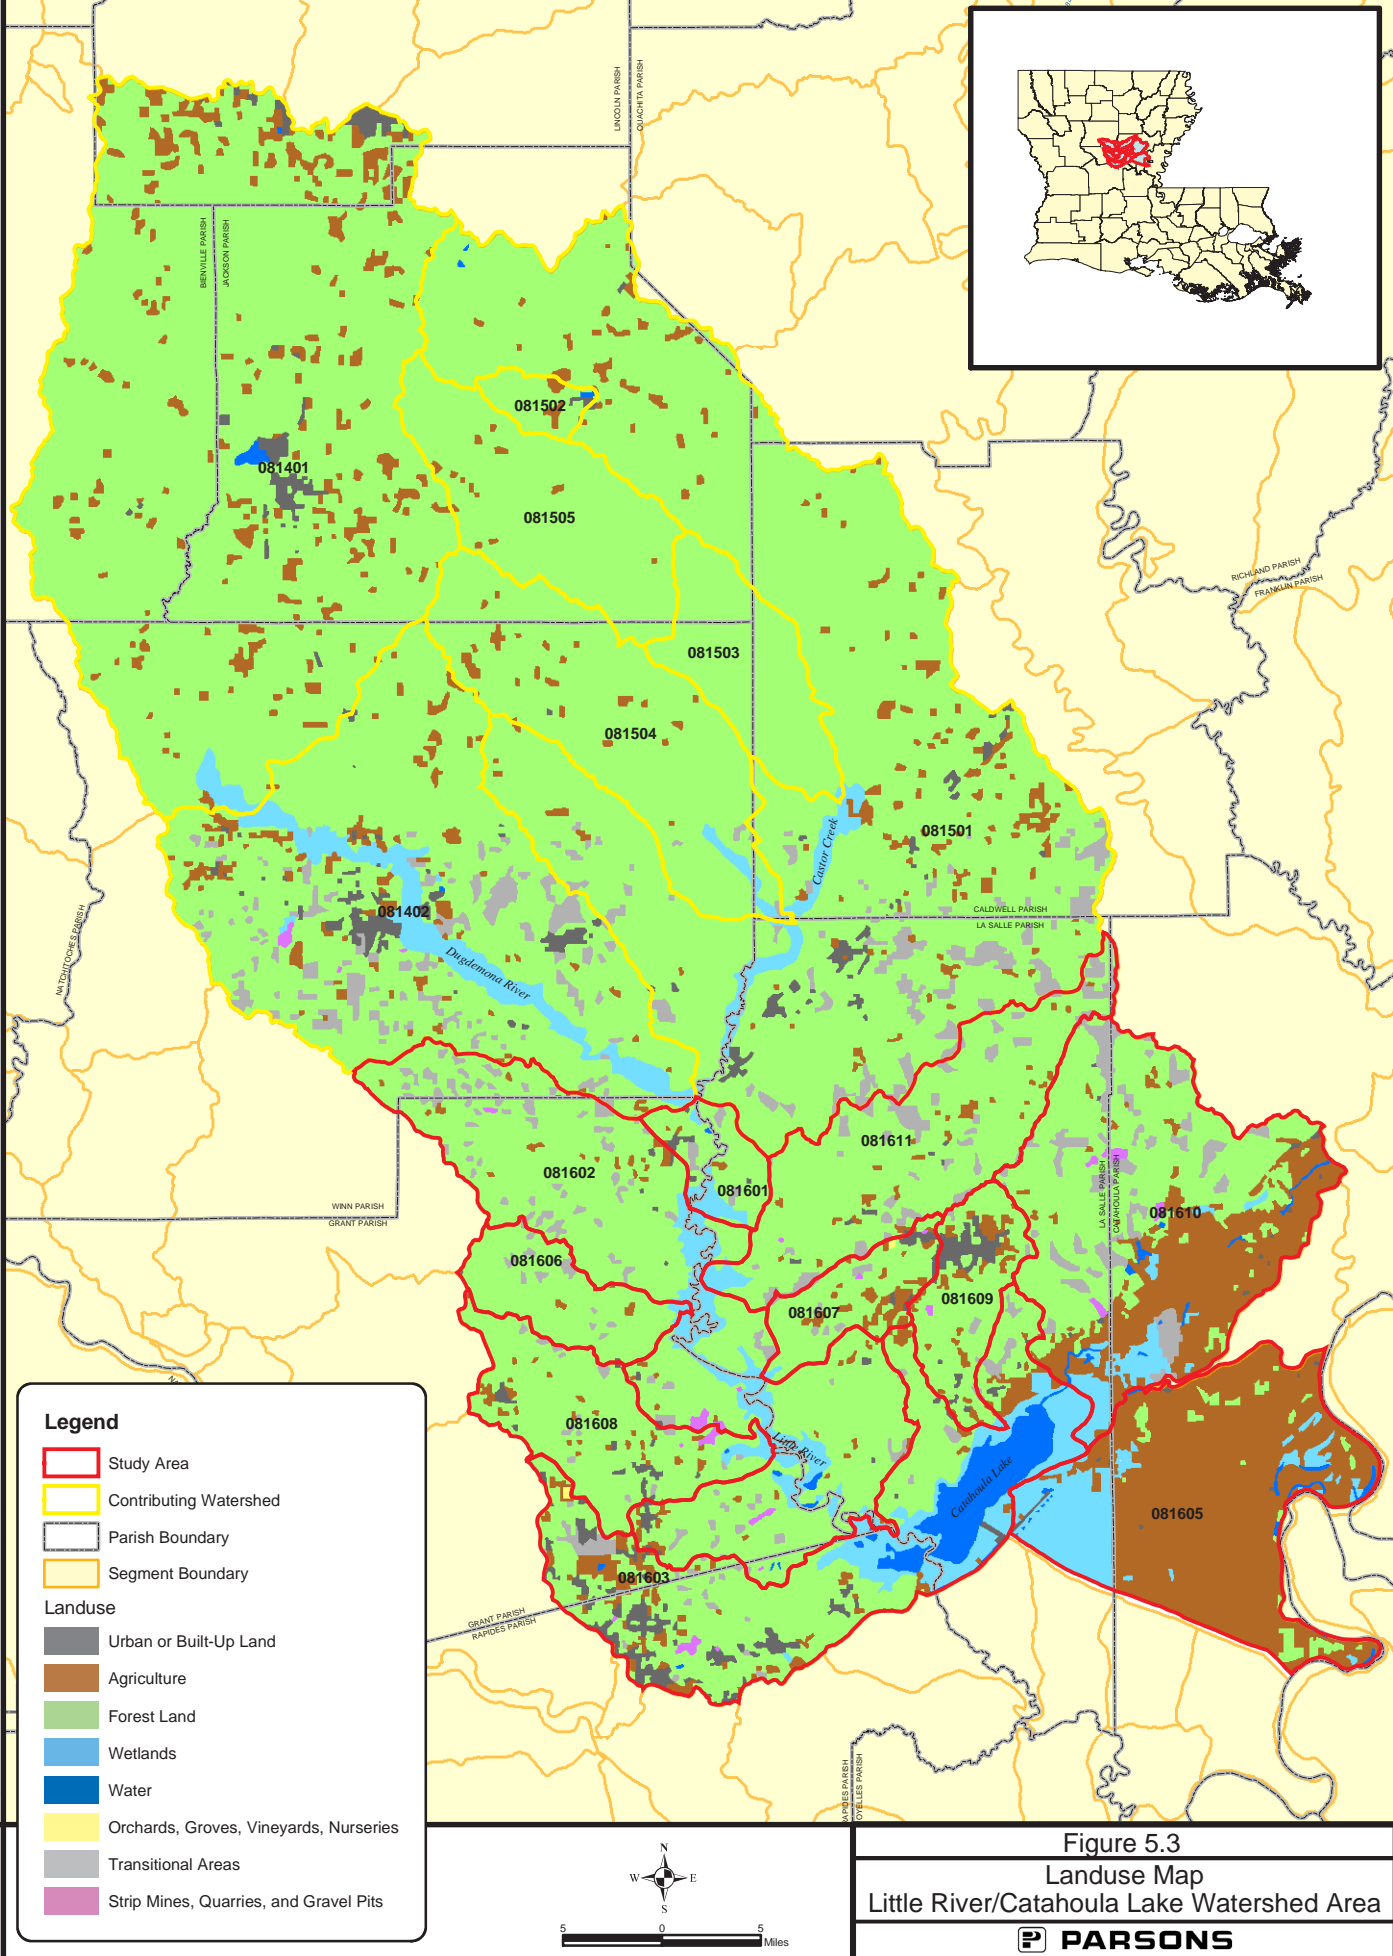 LINCOLN PARISH
OUACHITA PARISH
BIENVILLE PARISH
JACKSON PARISH
081502
081401
081505
RICHLAND PARISH
FRANKLIN PARISH
081503
081504
081501
Castor Creek
081402
CALDWELL PARISH
LA SALLE PARISH
NATCHITOCHES PARISH
Dugdemona River
081611
081602
081601
LA SALLE PARISH
CATAHOULA PARISH
081610
WINN PARISH
GRANT PARISH
081606
081609
081607
081608
Little River
Catahoula Lake
081605
081603
GRANT PARISH
RAPIDES PARISH
Legend
Study Area
Contributing Watershed
Parish Boundary
Segment Boundary
Landuse
Urban or Built-Up Land
Agriculture
Forest Land
Wetlands
Water
Orchards, Groves, Vineyards, Nurseries
Transitional Areas
Strip Mines, Quarries, and Gravel Pits
N
W E
S
5 0 5
Miles
Figure 5.3
Landuse Map
Little River/Catahoula Lake Watershed Area
P PARSONS